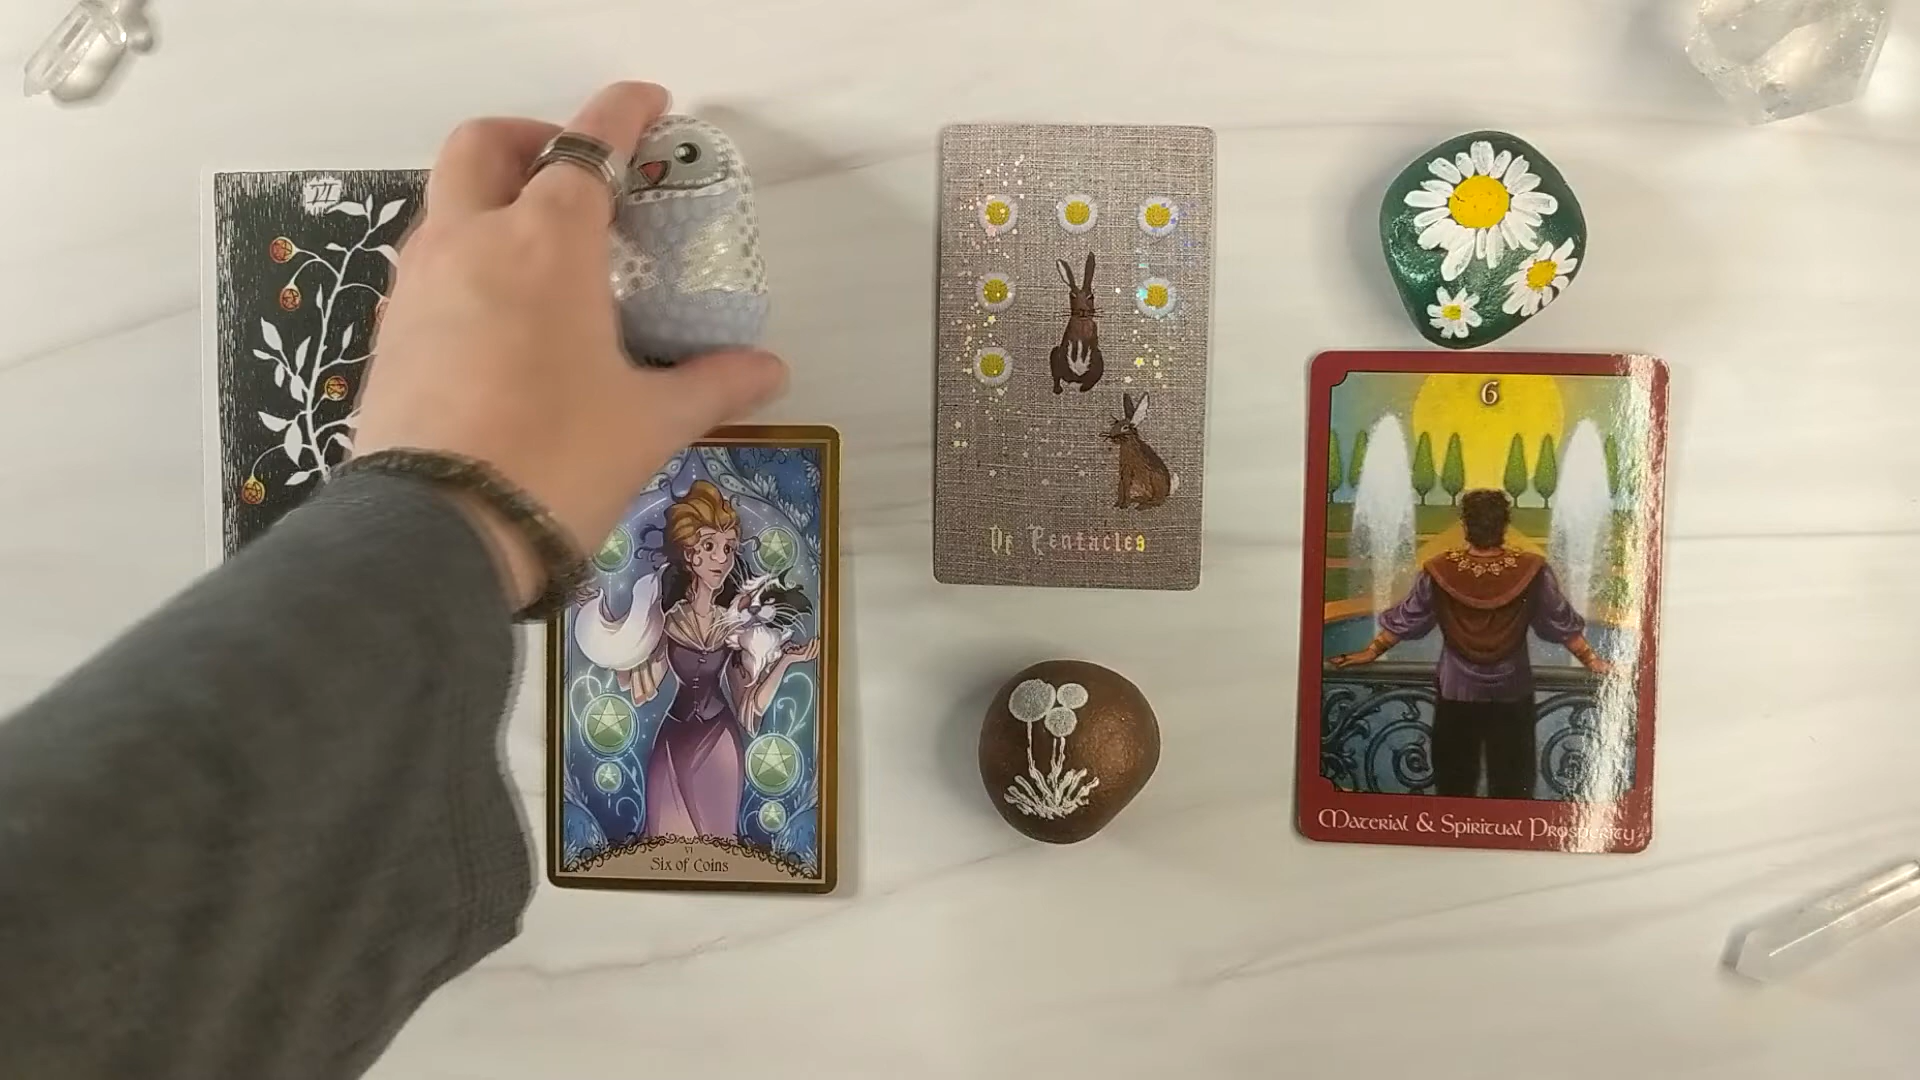 VI
Of Pentacles
6
Material & Spiritual Prosperity
VI
Six of Coins